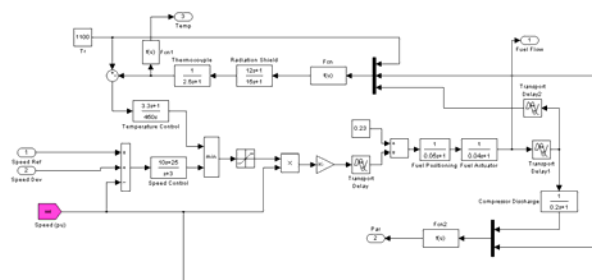 3
Temp
1
Fuel Flow
1100
Tr
f(x)
Fcn1
Thermocouple
1
2.5s+1
Radiation Shield
12s+1
15s+1
Fcn
f(x)
Transport
Delay2
3.3s+1
450s
Temperature Control
0.23
1
Speed Ref
2
Speed Dev
10s+25
s+3
Speed Control
MIN
X
Transport
Delay
1
0.05s+1
Fuel Positioning
1
0.04s+1
Fuel Actuator
Transport
Delay1
Speed (pu)
Compressor Discharge
1
0.2s+1
Fcn2
f(x)
2